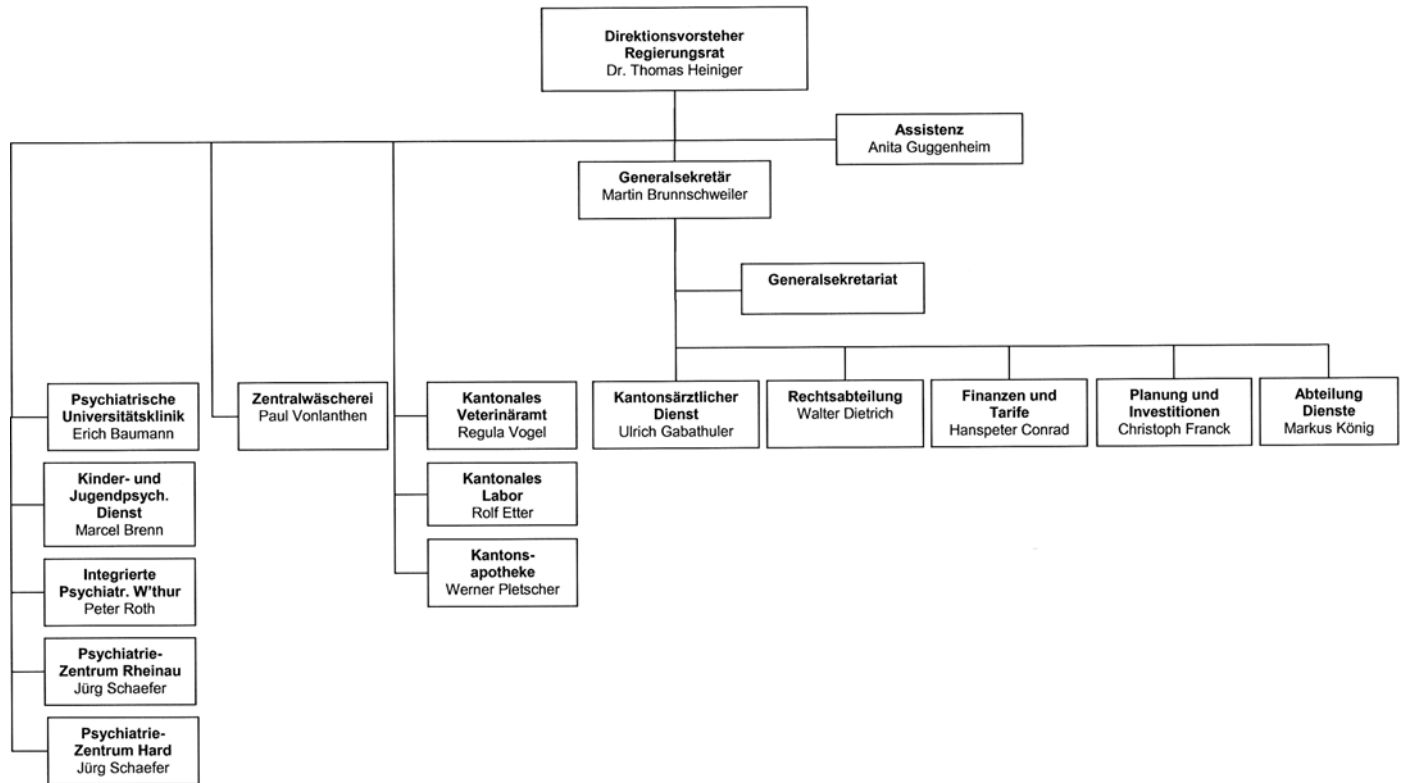 Direktionsvorsteher
Regierungsrat
Dr. Thomas Heiniger
Assistenz
Anita Guggenheim
Generalsekretär
Martin Brunnschweiler
Generalsekretariat
Psychiatrische
Universitätsklinik
Erich Baumann
Zentralwäscherei
Paul Vonlanthen
Kantonales
Veterinäramt
Regula Vogel
Kantonsärztlicher
Dienst
Ulrich Gabathuler
Rechtsabteilung
Walter Dietrich
Finanzen und
Tarife
Hanspeter Conrad
Planung und
Investitionen
Christoph Franck
Abteilung
Dienste
Markus König
Kinder- und
Jugendpsych.
Dienst
Marcel Brenn
Kantonales
Labor
Rolf Etter
Integrierte
Psychiatr. W'thur
Peter Roth
Kantons-
apotheke
Werner Pletscher
Psychiatrie-
Zentrum Rheinau
Jürg Schaefer
Psychiatrie-
Zentrum Hard
Jürg Schaefer